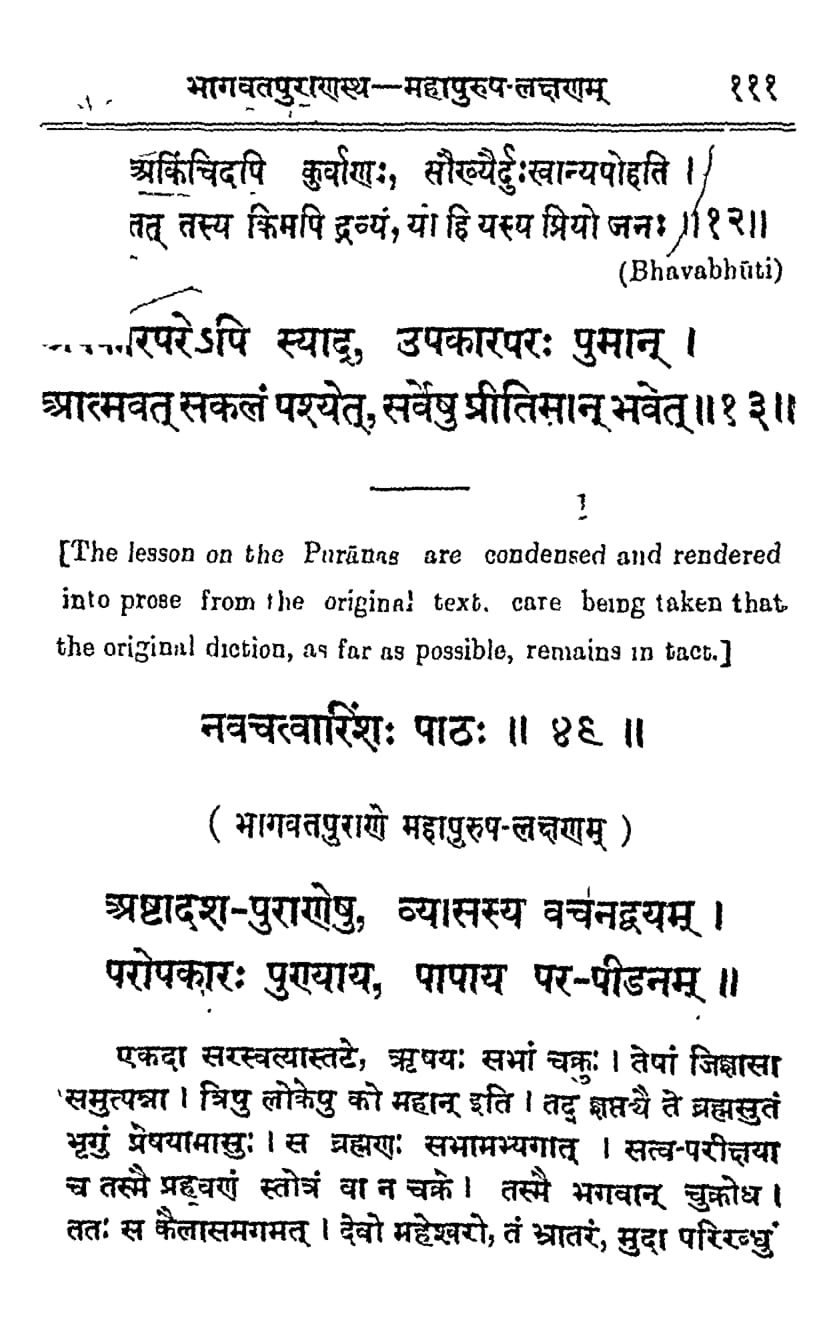 भागवतपुराणस्थ—महापुरुष-लक्षणम् १११
अकिंचिदपि कुर्वाणः, सौख्यैर्दुःखान्यपोहति ।
तत् तस्य किमपि द्रव्यं, यो हि यस्य प्रियो जनः ॥१२॥
(Bhavabhūti)
स्याद्, उपकारपरः पुमान् ।
आत्मवत् सकलं पश्येत्, सर्वेषु प्रीतिमान् भवेत् ॥१३॥
[The lesson on the Purānas are condensed and rendered
into prose from the original text. care being taken that
the original diction, as far as possible, remains in tact.]
नवचत्वारिंशः पाठः ॥ ४९ ॥
( भागवतपुराणे महापुरुष-लक्षणम् )
अष्टादश-पुराणेषु, व्यासस्य वचनद्वयम् ।
परोपकारः पुण्याय, पापाय पर-पीडनम् ॥
एकदा सरस्वत्यास्तटे, ऋषयः सभां चक्रुः । तेषां जिज्ञासा
समुत्पन्ना । त्रिषु लोकेषु को महान् इति । तद् ज्ञप्त्यै ते ब्रह्मसुतं
भृगुं प्रेषयामासुः । स ब्रह्मणः सभामभ्यगात् । सत्व-परीक्षया
च तस्मै प्रह्वणं स्तोत्रं वा न चक्रे । तस्मै भगवान् चुक्रोध ।
ततः स कैलासमगमत् । देवो महेश्वरो, तं भ्रातरं, मुदा परिरब्धुं